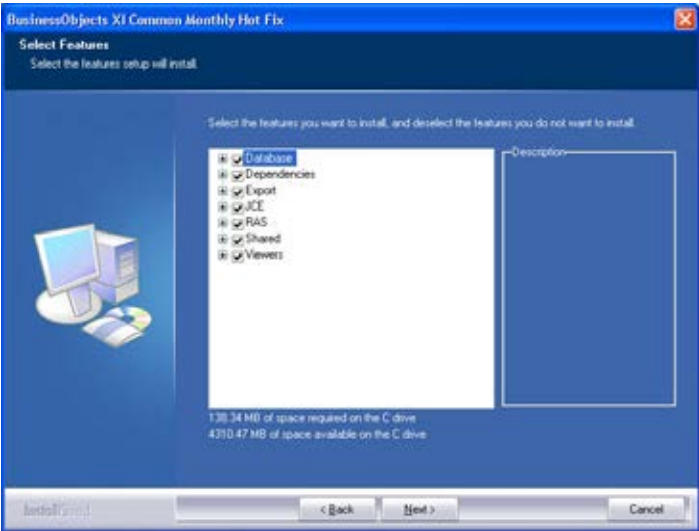 BusinessObjects XI Common Monthly Hot Fix
Select Features
Select the features setup will install.
Select the features you want to install, and deselect the features you do not want to install.
Database
Dependencies
Export
JCE
RAS
Shared
Viewers
Description
138.34 MB of space required on the C drive
4310.47 MB of space available on the C drive
InstallShield
< Back
Next >
Cancel